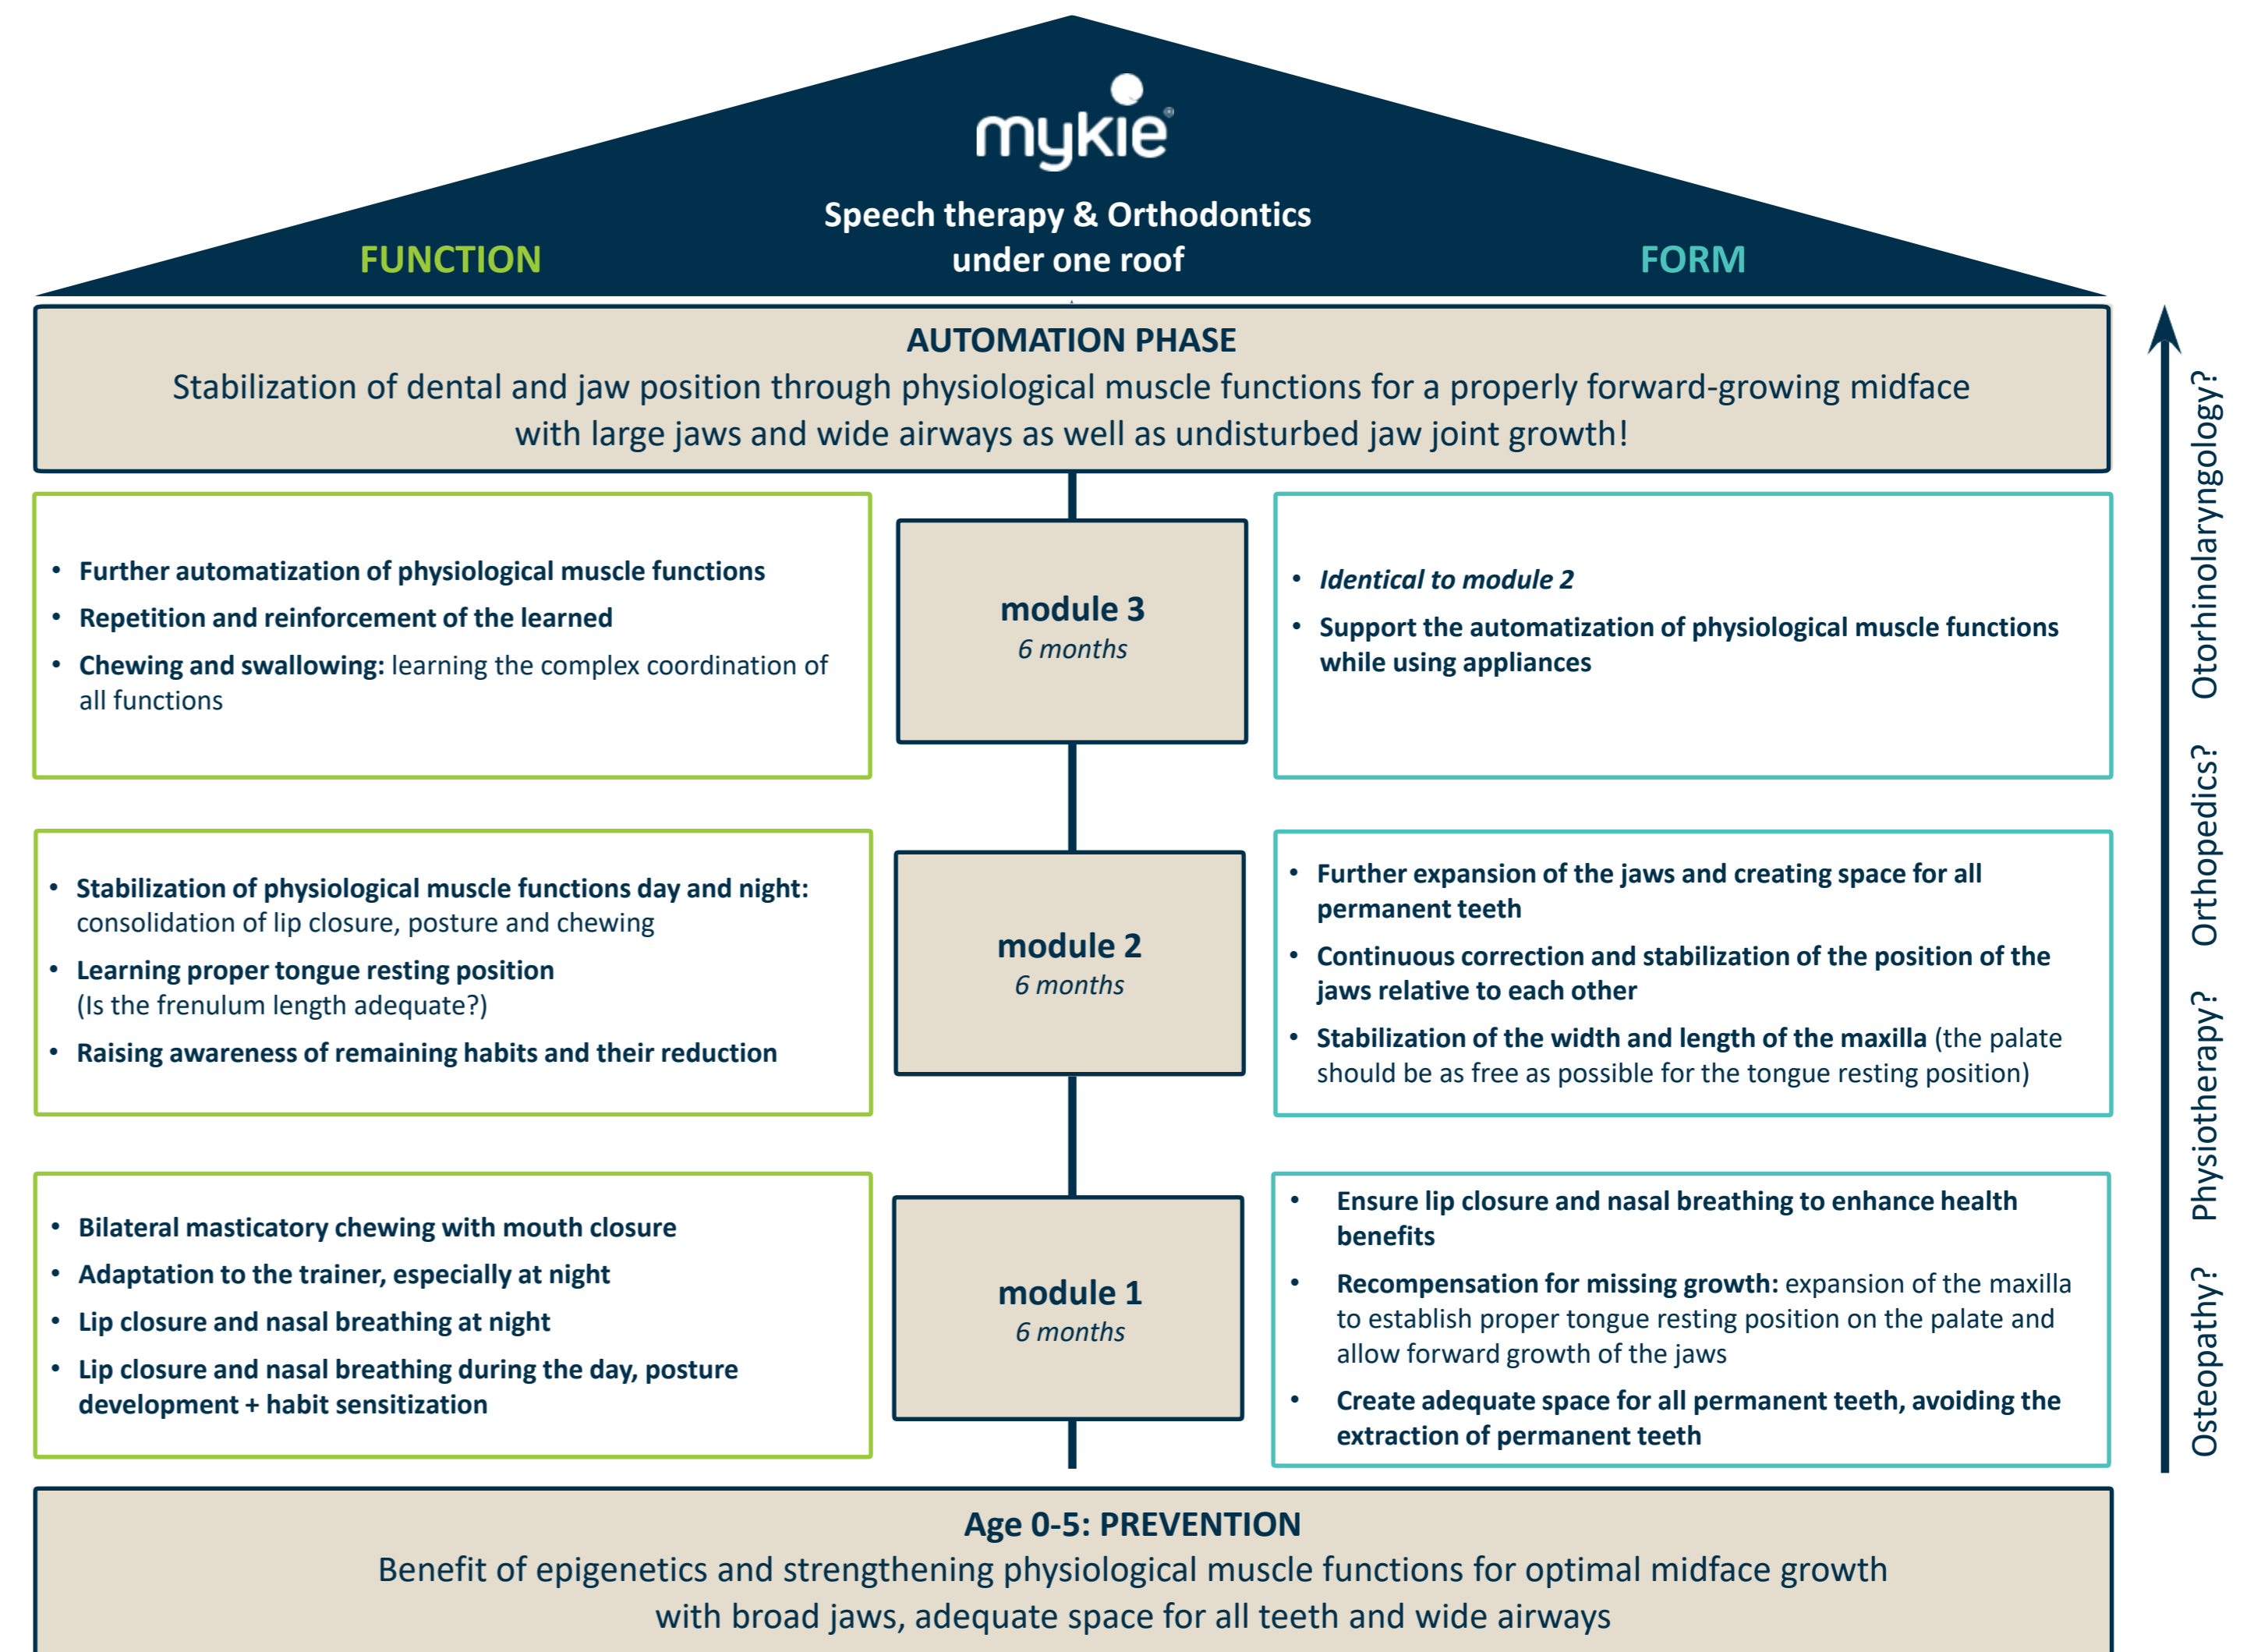 mykie®
Speech therapy & Orthodontics
under one roof
FUNCTION
FORM
AUTOMATION PHASE
Stabilization of dental and jaw position through physiological muscle functions for a properly forward-growing midface
with large jaws and wide airways as well as undisturbed jaw joint growth!
• Further automatization of physiological muscle functions
• Repetition and reinforcement of the learned
• Chewing and swallowing: learning the complex coordination of
all functions
module 3
6 months
• Identical to module 2
• Support the automatization of physiological muscle functions
while using appliances
• Stabilization of physiological muscle functions day and night:
consolidation of lip closure, posture and chewing
• Learning proper tongue resting position
(Is the frenulum length adequate?)
• Raising awareness of remaining habits and their reduction
module 2
6 months
• Further expansion of the jaws and creating space for all
permanent teeth
• Continuous correction and stabilization of the position of the
jaws relative to each other
• Stabilization of the width and length of the maxilla (the palate
should be as free as possible for the tongue resting position)
• Bilateral masticatory chewing with mouth closure
• Adaptation to the trainer, especially at night
• Lip closure and nasal breathing at night
• Lip closure and nasal breathing during the day, posture
development + habit sensitization
module 1
6 months
• Ensure lip closure and nasal breathing to enhance health
benefits
• Recompensation for missing growth: expansion of the maxilla
to establish proper tongue resting position on the palate and
allow forward growth of the jaws
• Create adequate space for all permanent teeth, avoiding the
extraction of permanent teeth
Age 0-5: PREVENTION
Benefit of epigenetics and strengthening physiological muscle functions for optimal midface growth
with broad jaws, adequate space for all teeth and wide airways
Osteopathy? Physiotherapy? Orthopedics? Otorhinolaryngology?